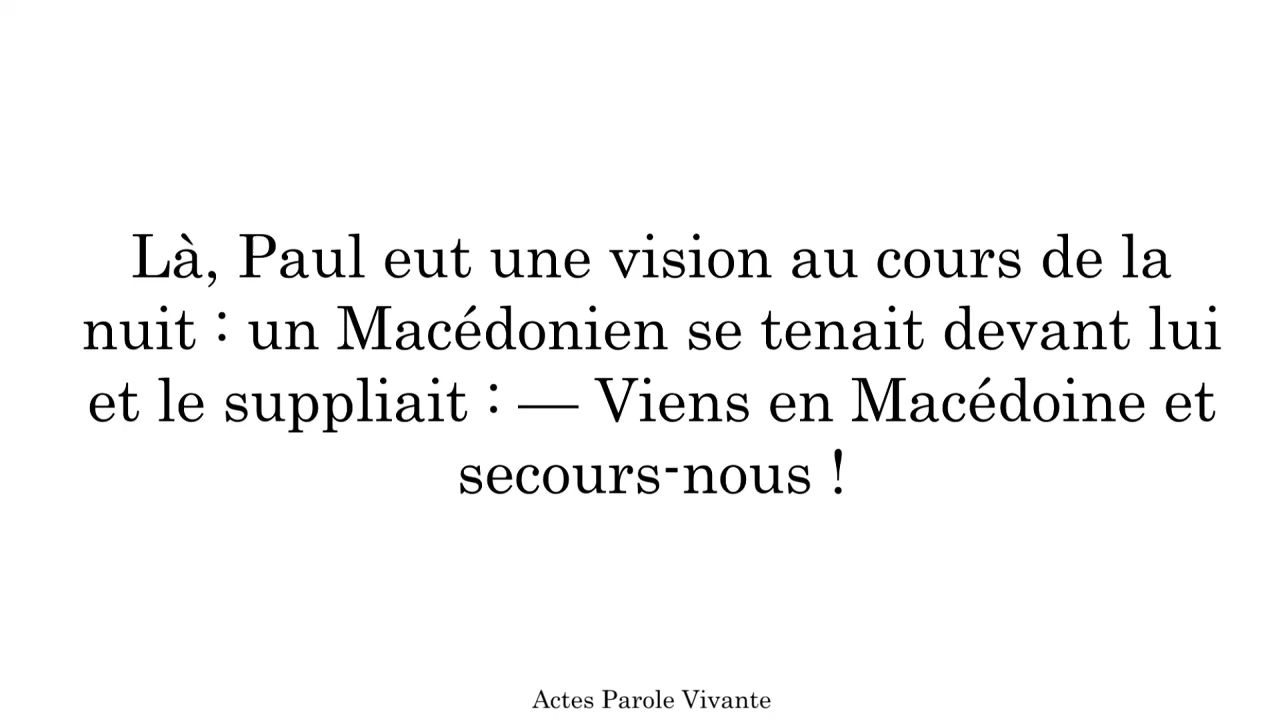 Là, Paul eut une vision au cours de la
nuit : un Macédonien se tenait devant lui
et le suppliait : — Viens en Macédoine et
secours-nous !
Actes Parole Vivante